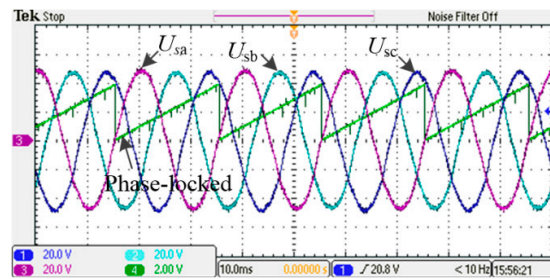 Tek Stop Noise Filter Off
Usa Usb Usc
3
Phase-locked
1 20.0 V 2 20.0 V
3 20.0 V 4 2.00 V
10.0ms 0.00000 s 1 20.8 V <10 Hz 15:56:21